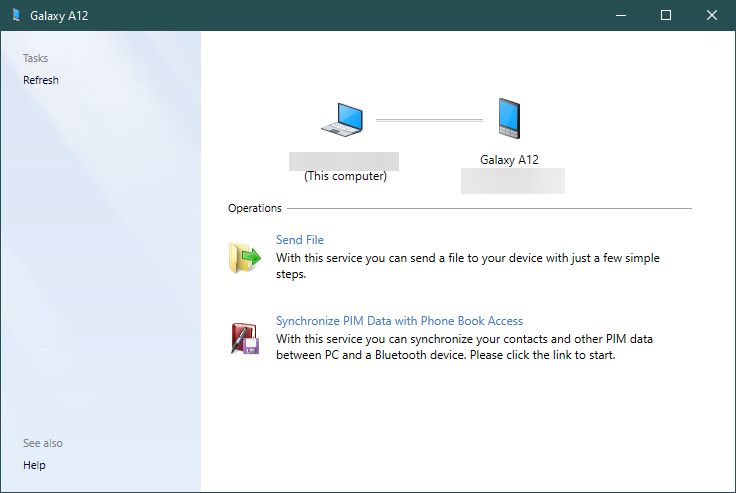 Galaxy A12
Tasks
Refresh
(This computer)
Galaxy A12
Operations
Send File
With this service you can send a file to your device with just a few simple
steps.
Synchronize PIM Data with Phone Book Access
With this service you can synchronize your contacts and other PIM data
between PC and a Bluetooth device. Please click the link to start.
See also
Help